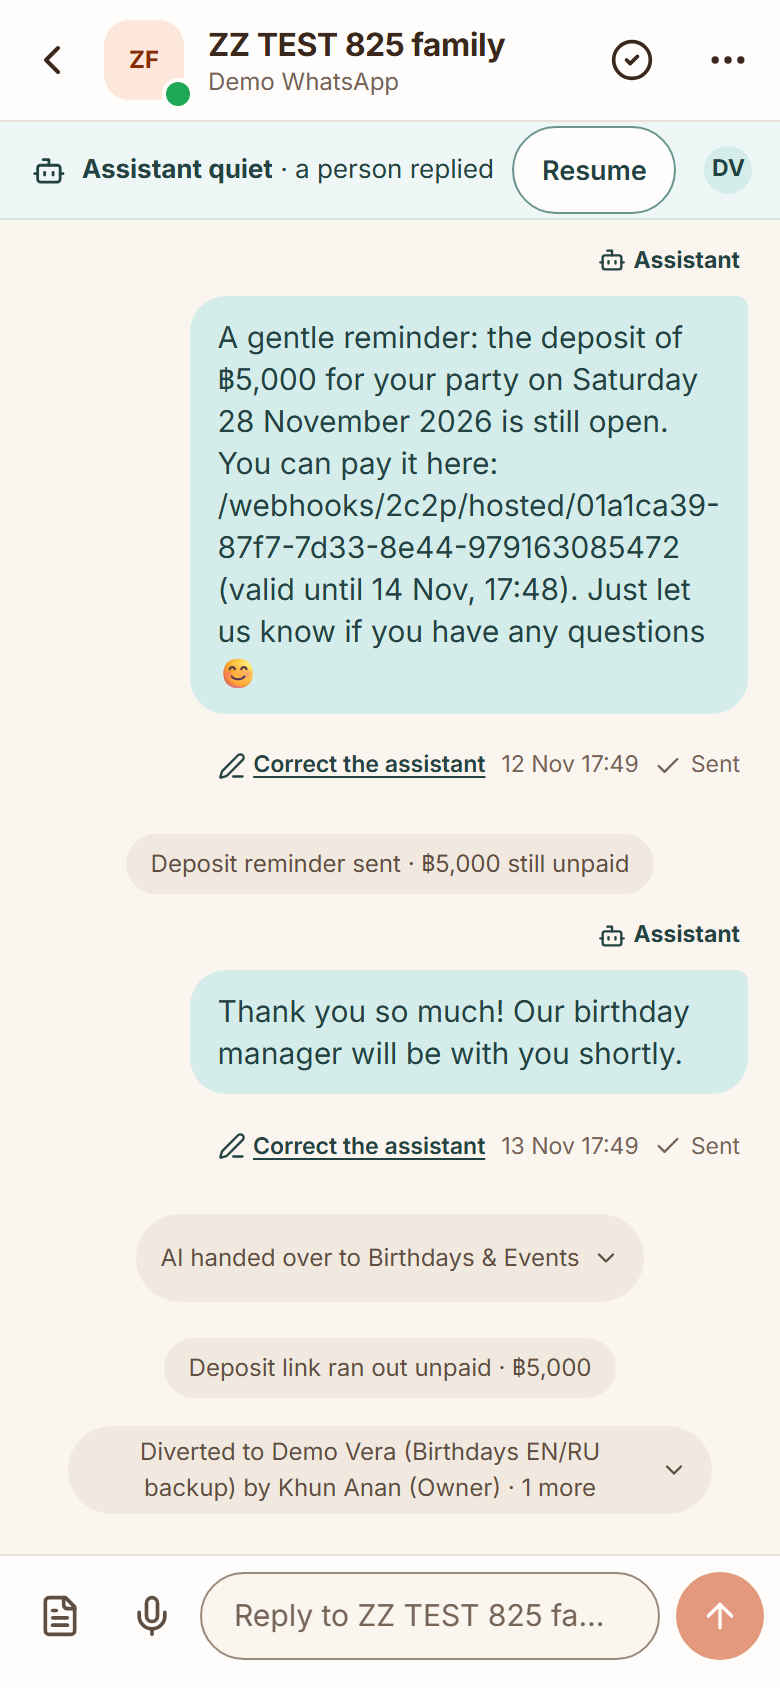 ZF
ZZ TEST 825 family
Demo WhatsApp
Assistant quiet · a person replied
Resume
DV
Assistant
A gentle reminder: the deposit of
฿5,000 for your party on Saturday
28 November 2026 is still open.
You can pay it here:
/webhooks/2c2p/hosted/01a1ca39-
87f7-7d33-8e44-979163085472
(valid until 14 Nov, 17:48). Just let
us know if you have any questions
😊
Correct the assistant 12 Nov 17:49 Sent
Deposit reminder sent · ฿5,000 still unpaid
Assistant
Thank you so much! Our birthday
manager will be with you shortly.
Correct the assistant 13 Nov 17:49 Sent
AI handed over to Birthdays & Events
Deposit link ran out unpaid · ฿5,000
Diverted to Demo Vera (Birthdays EN/RU
backup) by Khun Anan (Owner) · 1 more
Reply to ZZ TEST 825 fa...